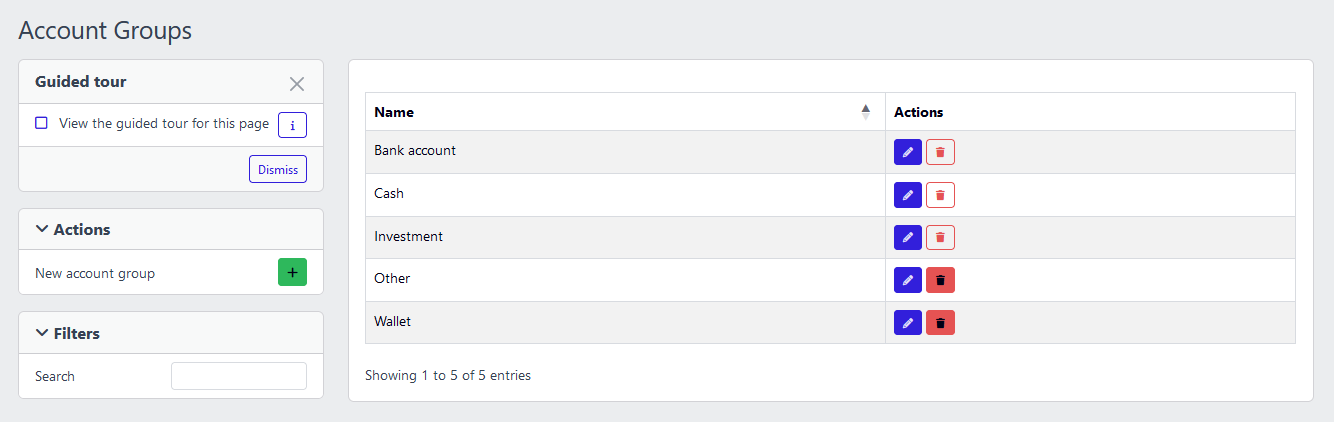 Account Groups
Guided tour
View the guided tour for this page
i
Dismiss
Actions
New account group
+
Filters
Search
Name Actions
Bank account
Cash
Investment
Other
Wallet
Showing 1 to 5 of 5 entries